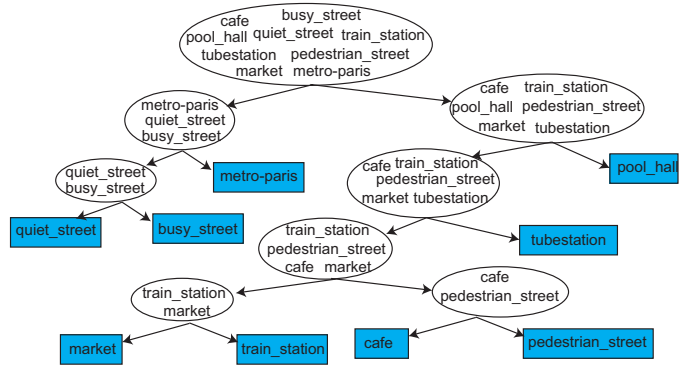 busy_street
cafe
quiet_street
pool_hall train_station
tubestation pedestrian_street
market metro-paris
metro-paris
quiet_street
busy_street
cafe train_station
pool_hall pedestrian_street
market tubestation
quiet_street
busy_street
metro-paris
cafe train_station
pedestrian_street
market tubestation
pool_hall
quiet_street
busy_street
train_station
pedestrian_street
cafe market
tubestation
train_station
market
cafe
pedestrian_street
market
train_station
cafe
pedestrian_street